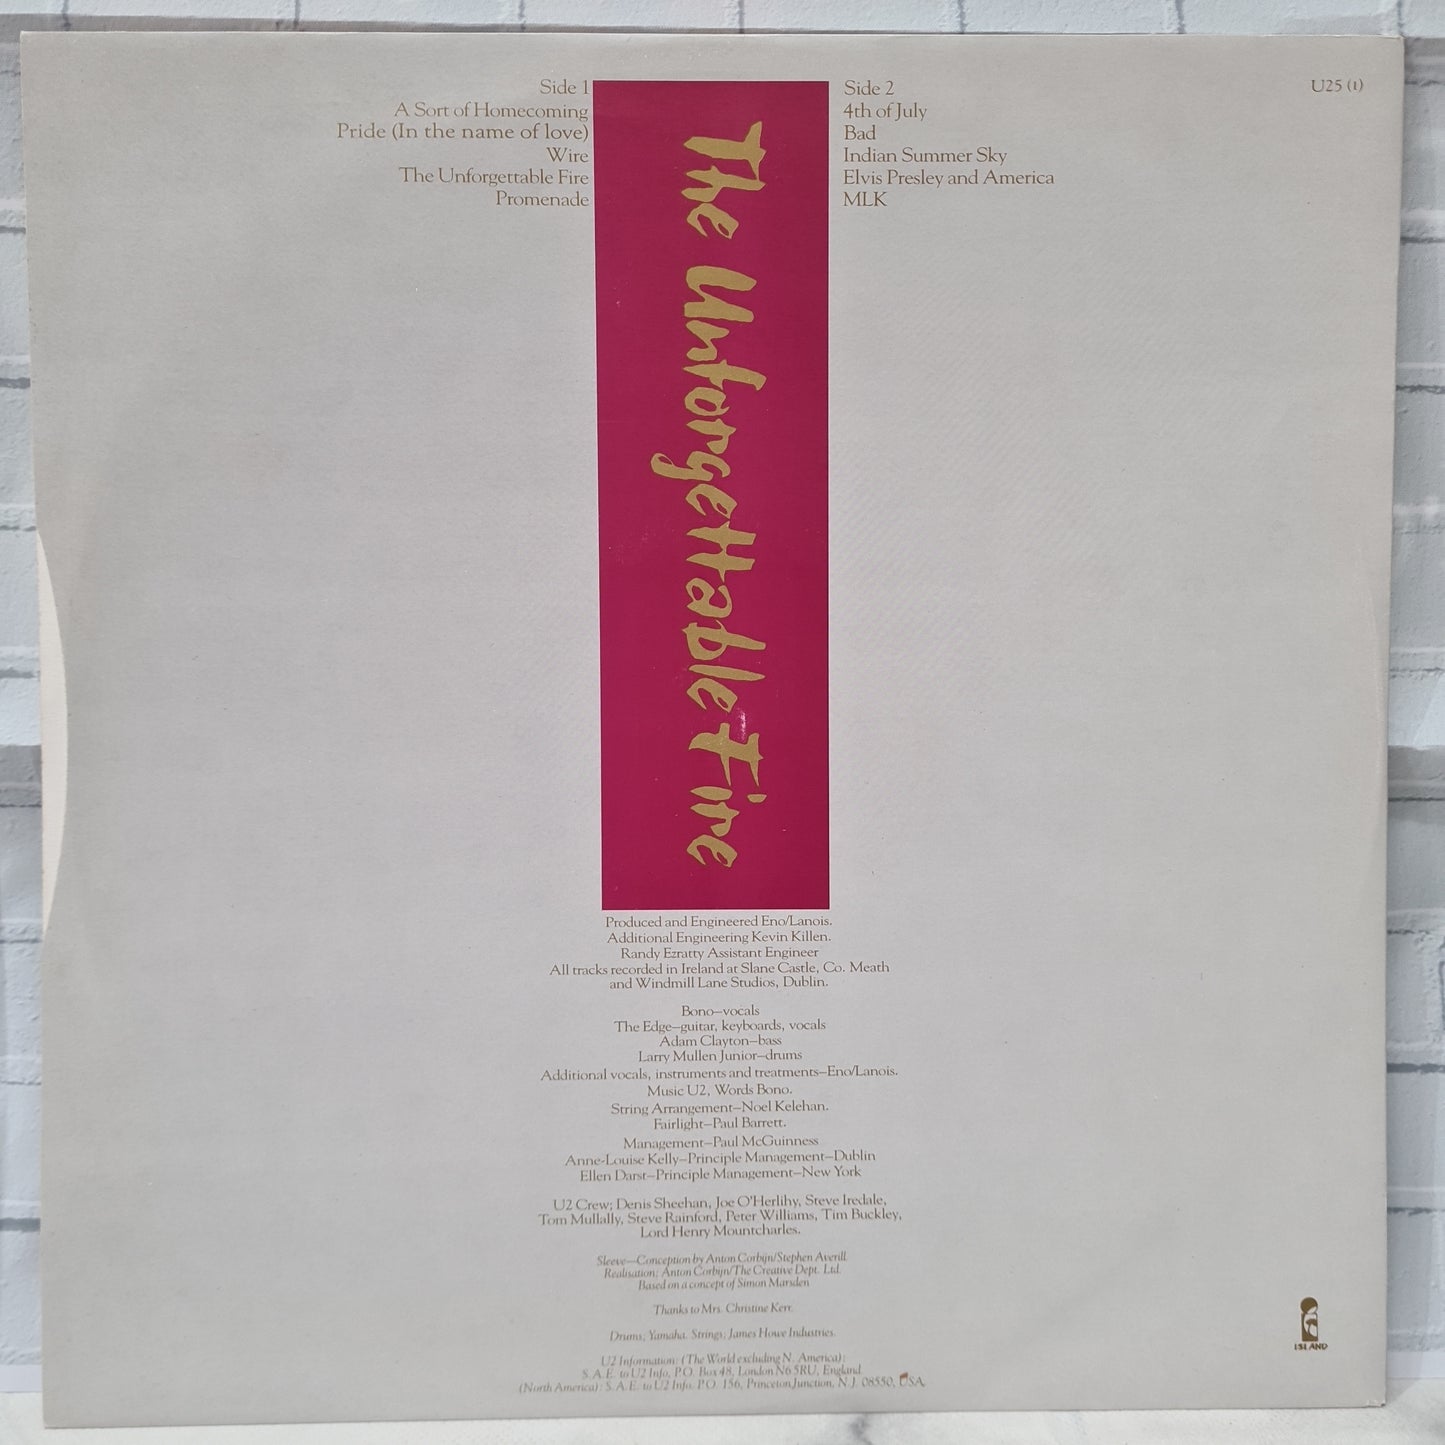 Side 1
A Sort of Homecoming
Pride (In the name of love)
Wire
The Unforgettable Fire
Promenade
The Unforgettable Fire
Side 2
4th of July
Bad
Indian Summer Sky
Elvis Presley and America
MLK
U25 (1)
Produced and Engineered Eno/Lanois.
Additional Engineering Kevin Killen.
Randy Ezratty Assistant Engineer
All tracks recorded in Ireland at Slane Castle, Co. Meath
and Windmill Lane Studios, Dublin.
Bono–vocals
The Edge–guitar, keyboards, vocals
Adam Clayton–bass
Larry Mullen Junior–drums
Additional vocals, instruments and treatments–Eno/Lanois.
Music U2, Words Bono.
String Arrangement–Noel Kelehan.
Fairlight–Paul Barrett.
Management–Paul McGuinness
Anne-Louise Kelly–Principle Management–Dublin
Ellen Darst–Principle Management–New York
U2 Crew; Denis Sheehan, Joe O'Herlihy, Steve Iredale,
Tom Mullally, Steve Rainford, Peter Williams, Tim Buckley,
Lord Henry Mountcharles.
Sleeve–Conception by Anton Corbijn/Stephen Averill
Realisation; Anton Corbijn/The Creative Dept. Ltd.
Based on a concept of Simon Marsden
Thanks to Mrs. Christine Kerr.
Drums; Yamaha. Strings; James Howe Industries.
U2 Information: (The World excluding N. America):
S.A.E. to U2 Info, P.O. Box 48, London N6 5RU, England
(North America): S.A.E. to U2 Info. P.O. 156, Princeton Junction, N.J. 08550, USA
ISLAND